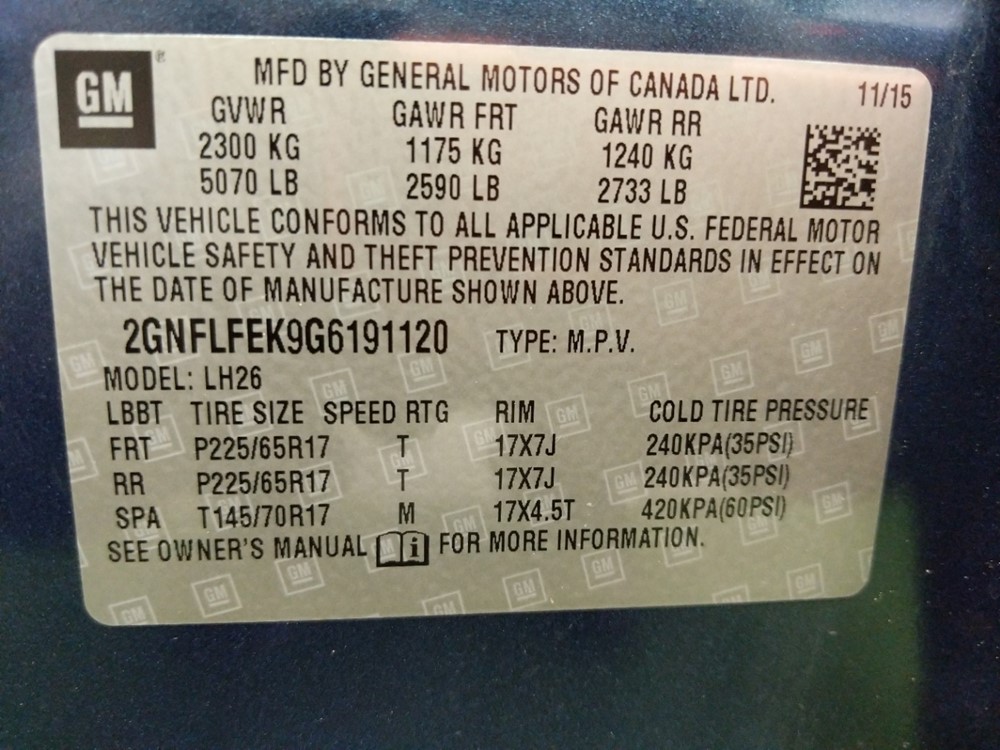 GM ® MFD BY GENERAL MOTORS OF CANADA LTD. 11/15
GVWR GAWR FRT GAWR RR
2300 KG 1175 KG 1240 KG
5070 LB 2590 LB 2733 LB
THIS VEHICLE CONFORMS TO ALL APPLICABLE U.S. FEDERAL MOTOR
VEHICLE SAFETY AND THEFT PREVENTION STANDARDS IN EFFECT ON
THE DATE OF MANUFACTURE SHOWN ABOVE.
2GNFLFEK9G6191120 TYPE: M.P.V.
MODEL: LH26
LBBT TIRE SIZE SPEED RTG RIM COLD TIRE PRESSURE
FRT P225/65R17 T 17X7J 240KPA(35PSI)
RR P225/65R17 T 17X7J 240KPA(35PSI)
SPA T145/70R17 M 17X4.5T 420KPA(60PSI)
SEE OWNER'S MANUAL i FOR MORE INFORMATION.